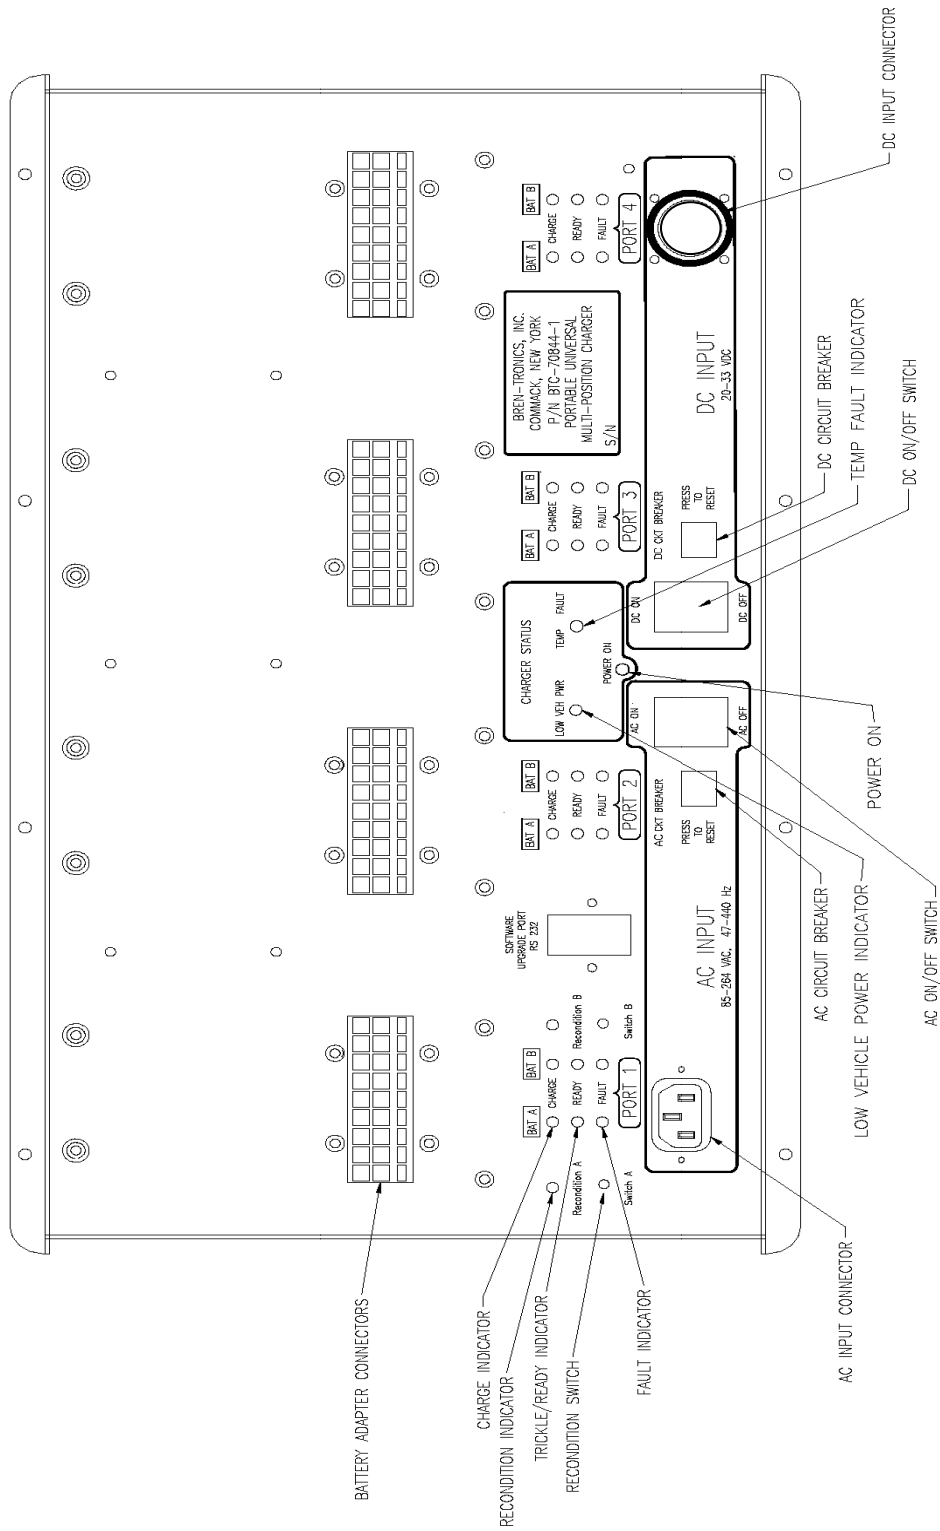 BATTERY ADAPTER CONNECTORS
CHARGE INDICATOR
RECONDITION INDICATOR
TRICKLE/READY INDICATOR
RECONDITION SWITCH
FAULT INDICATOR
AC INPUT CONNECTOR
BAT A
BAT B
CHARGE
READY
FAULT
Recondition A
Recondition B
Switch A
Switch B
PORT 1
SOFTWARE
UPGRADE PORT
RS 232
BAT A
BAT B
CHARGE
READY
FAULT
PORT 2
CHARGER STATUS
LOW VEH PWR
TEMP FAULT
POWER ON
BAT A
BAT B
CHARGE
READY
FAULT
PORT 3
BREN-TRONICS, INC.
COMMACK, NEW YORK
P/N BTC-70844-1
PORTABLE UNIVERSAL
MULTI-POSITION CHARGER
S/N
BAT A
BAT B
CHARGE
READY
FAULT
PORT 4
AC INPUT
85-264 VAC, 47-440 Hz
AC CKT BREAKER
PRESS
TO
RESET
AC ON
AC OFF
DC ON
DC OFF
DC CKT BREAKER
PRESS
TO
RESET
DC INPUT
20-33 VDC
AC CIRCUIT BREAKER
LOW VEHICLE POWER INDICATOR
AC ON/OFF SWITCH
POWER ON
DC CIRCUIT BREAKER
TEMP FAULT INDICATOR
DC ON/OFF SWITCH
DC INPUT CONNECTOR